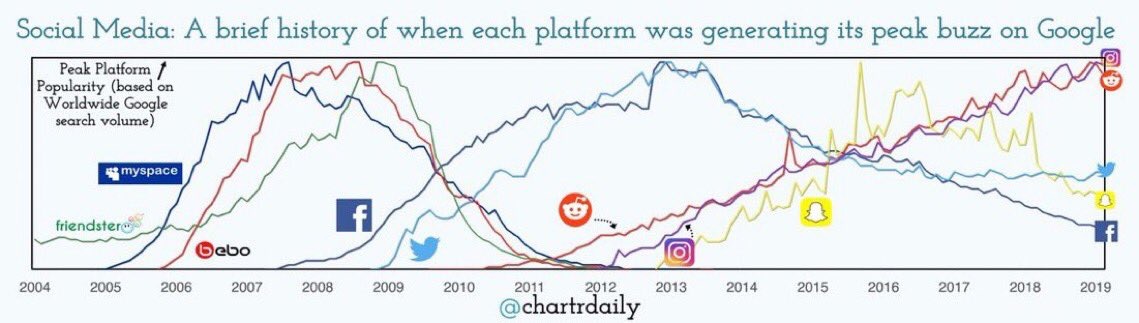 Social Media: A brief history of when each platform was generating its peak buzz on Google
Peak Platform
Popularity (based on
Worldwide Google
search volume)
myspace
friendster
bebo
2004 2005 2006 2007 2008 2009 2010 2011 2012 2013 2014 2015 2016 2017 2018 2019
@chartrdaily